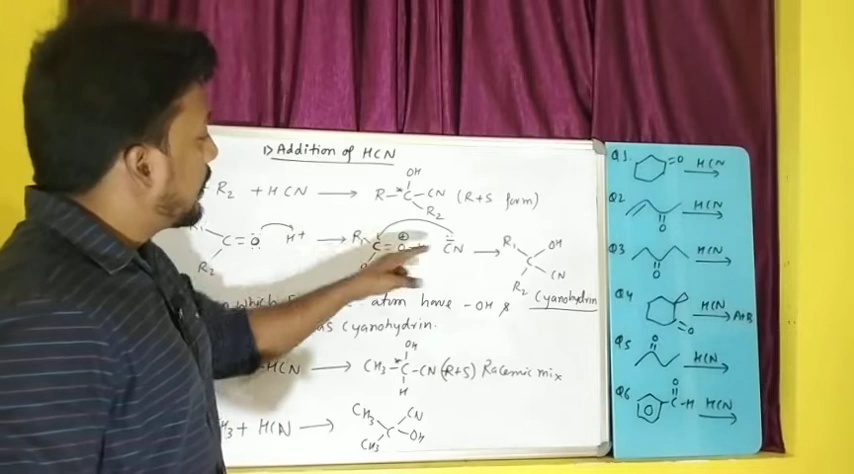 1) Addition of HCN
R2 + HCN → R-*C-CN (R+S form)
OH
R2
R1 C=O H+ → R1 C=O ⊕ CN → R1 C OH
R2 R2 CN
Cyanohydrin
which atom have -OH &
as cyanohydrin.
HCN → CH3-*C-CN (R+S) Racemic mix
OH
H
+ HCN → CH3 C CN
CH3 OH
Q1. O HCN →
Q2 O HCN →
Q3 O HCN →
Q4 O HCN → A+B
Q5 O HCN →
Q6 O C-H HCN →